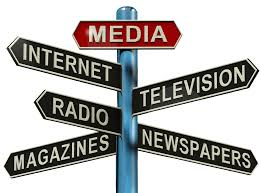 MEDIA
INTERNET
TELEVISION
RADIO
MAGAZINES
NEWSPAPERS